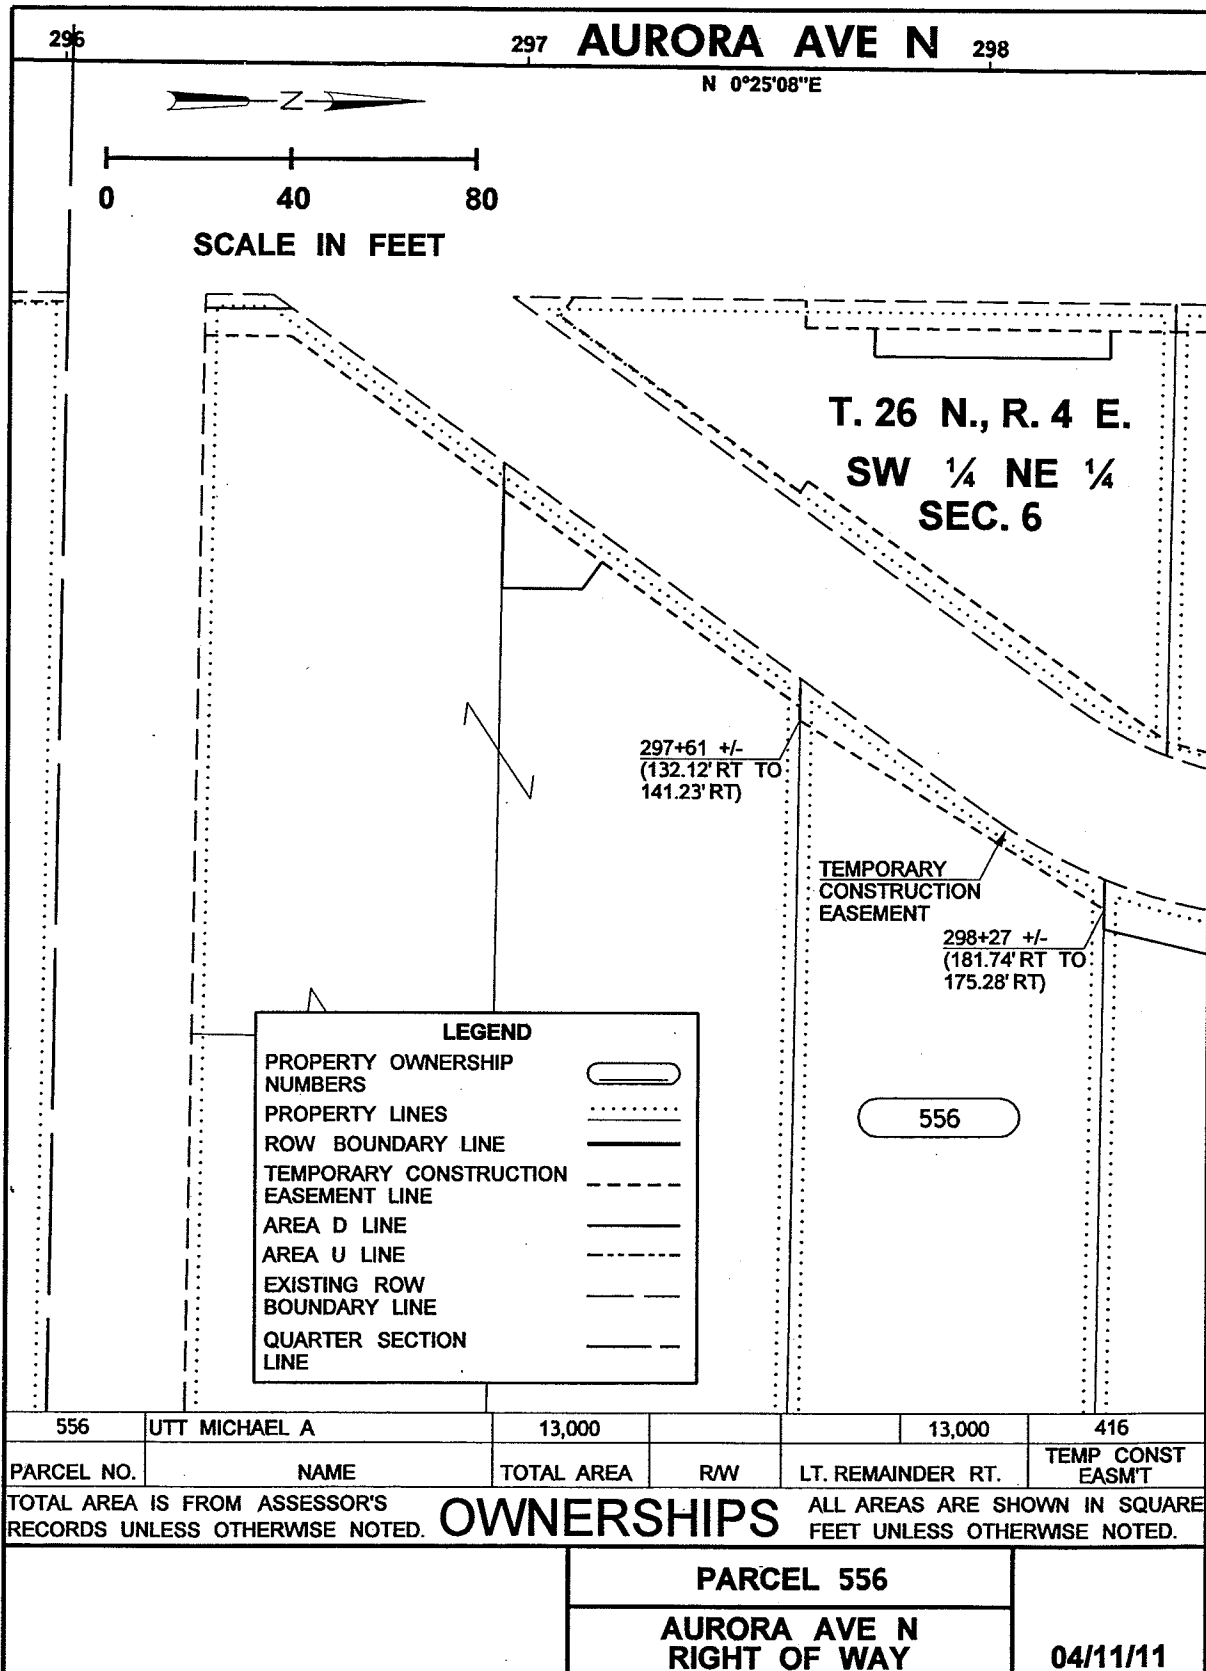 296
297 AURORA AVE N 298
N 0°25'08"E
N
0 40 80
SCALE IN FEET
T. 26 N., R. 4 E.
SW ¼ NE ¼
SEC. 6
297+61 +/-
(132.12' RT TO
141.23' RT)
TEMPORARY
CONSTRUCTION
EASEMENT
298+27 +/-
(181.74' RT TO
175.28' RT)
556
LEGEND
PROPERTY OWNERSHIP
NUMBERS
PROPERTY LINES
ROW BOUNDARY LINE
TEMPORARY CONSTRUCTION
EASEMENT LINE
AREA D LINE
AREA U LINE
EXISTING ROW
BOUNDARY LINE
QUARTER SECTION
LINE
556 UTT MICHAEL A 13,000 13,000 416
PARCEL NO. NAME TOTAL AREA R/W LT. REMAINDER RT. TEMP CONST
EASM'T
TOTAL AREA IS FROM ASSESSOR'S
RECORDS UNLESS OTHERWISE NOTED.
OWNERSHIPS
ALL AREAS ARE SHOWN IN SQUARE
FEET UNLESS OTHERWISE NOTED.
PARCEL 556
AURORA AVE N
RIGHT OF WAY
04/11/11